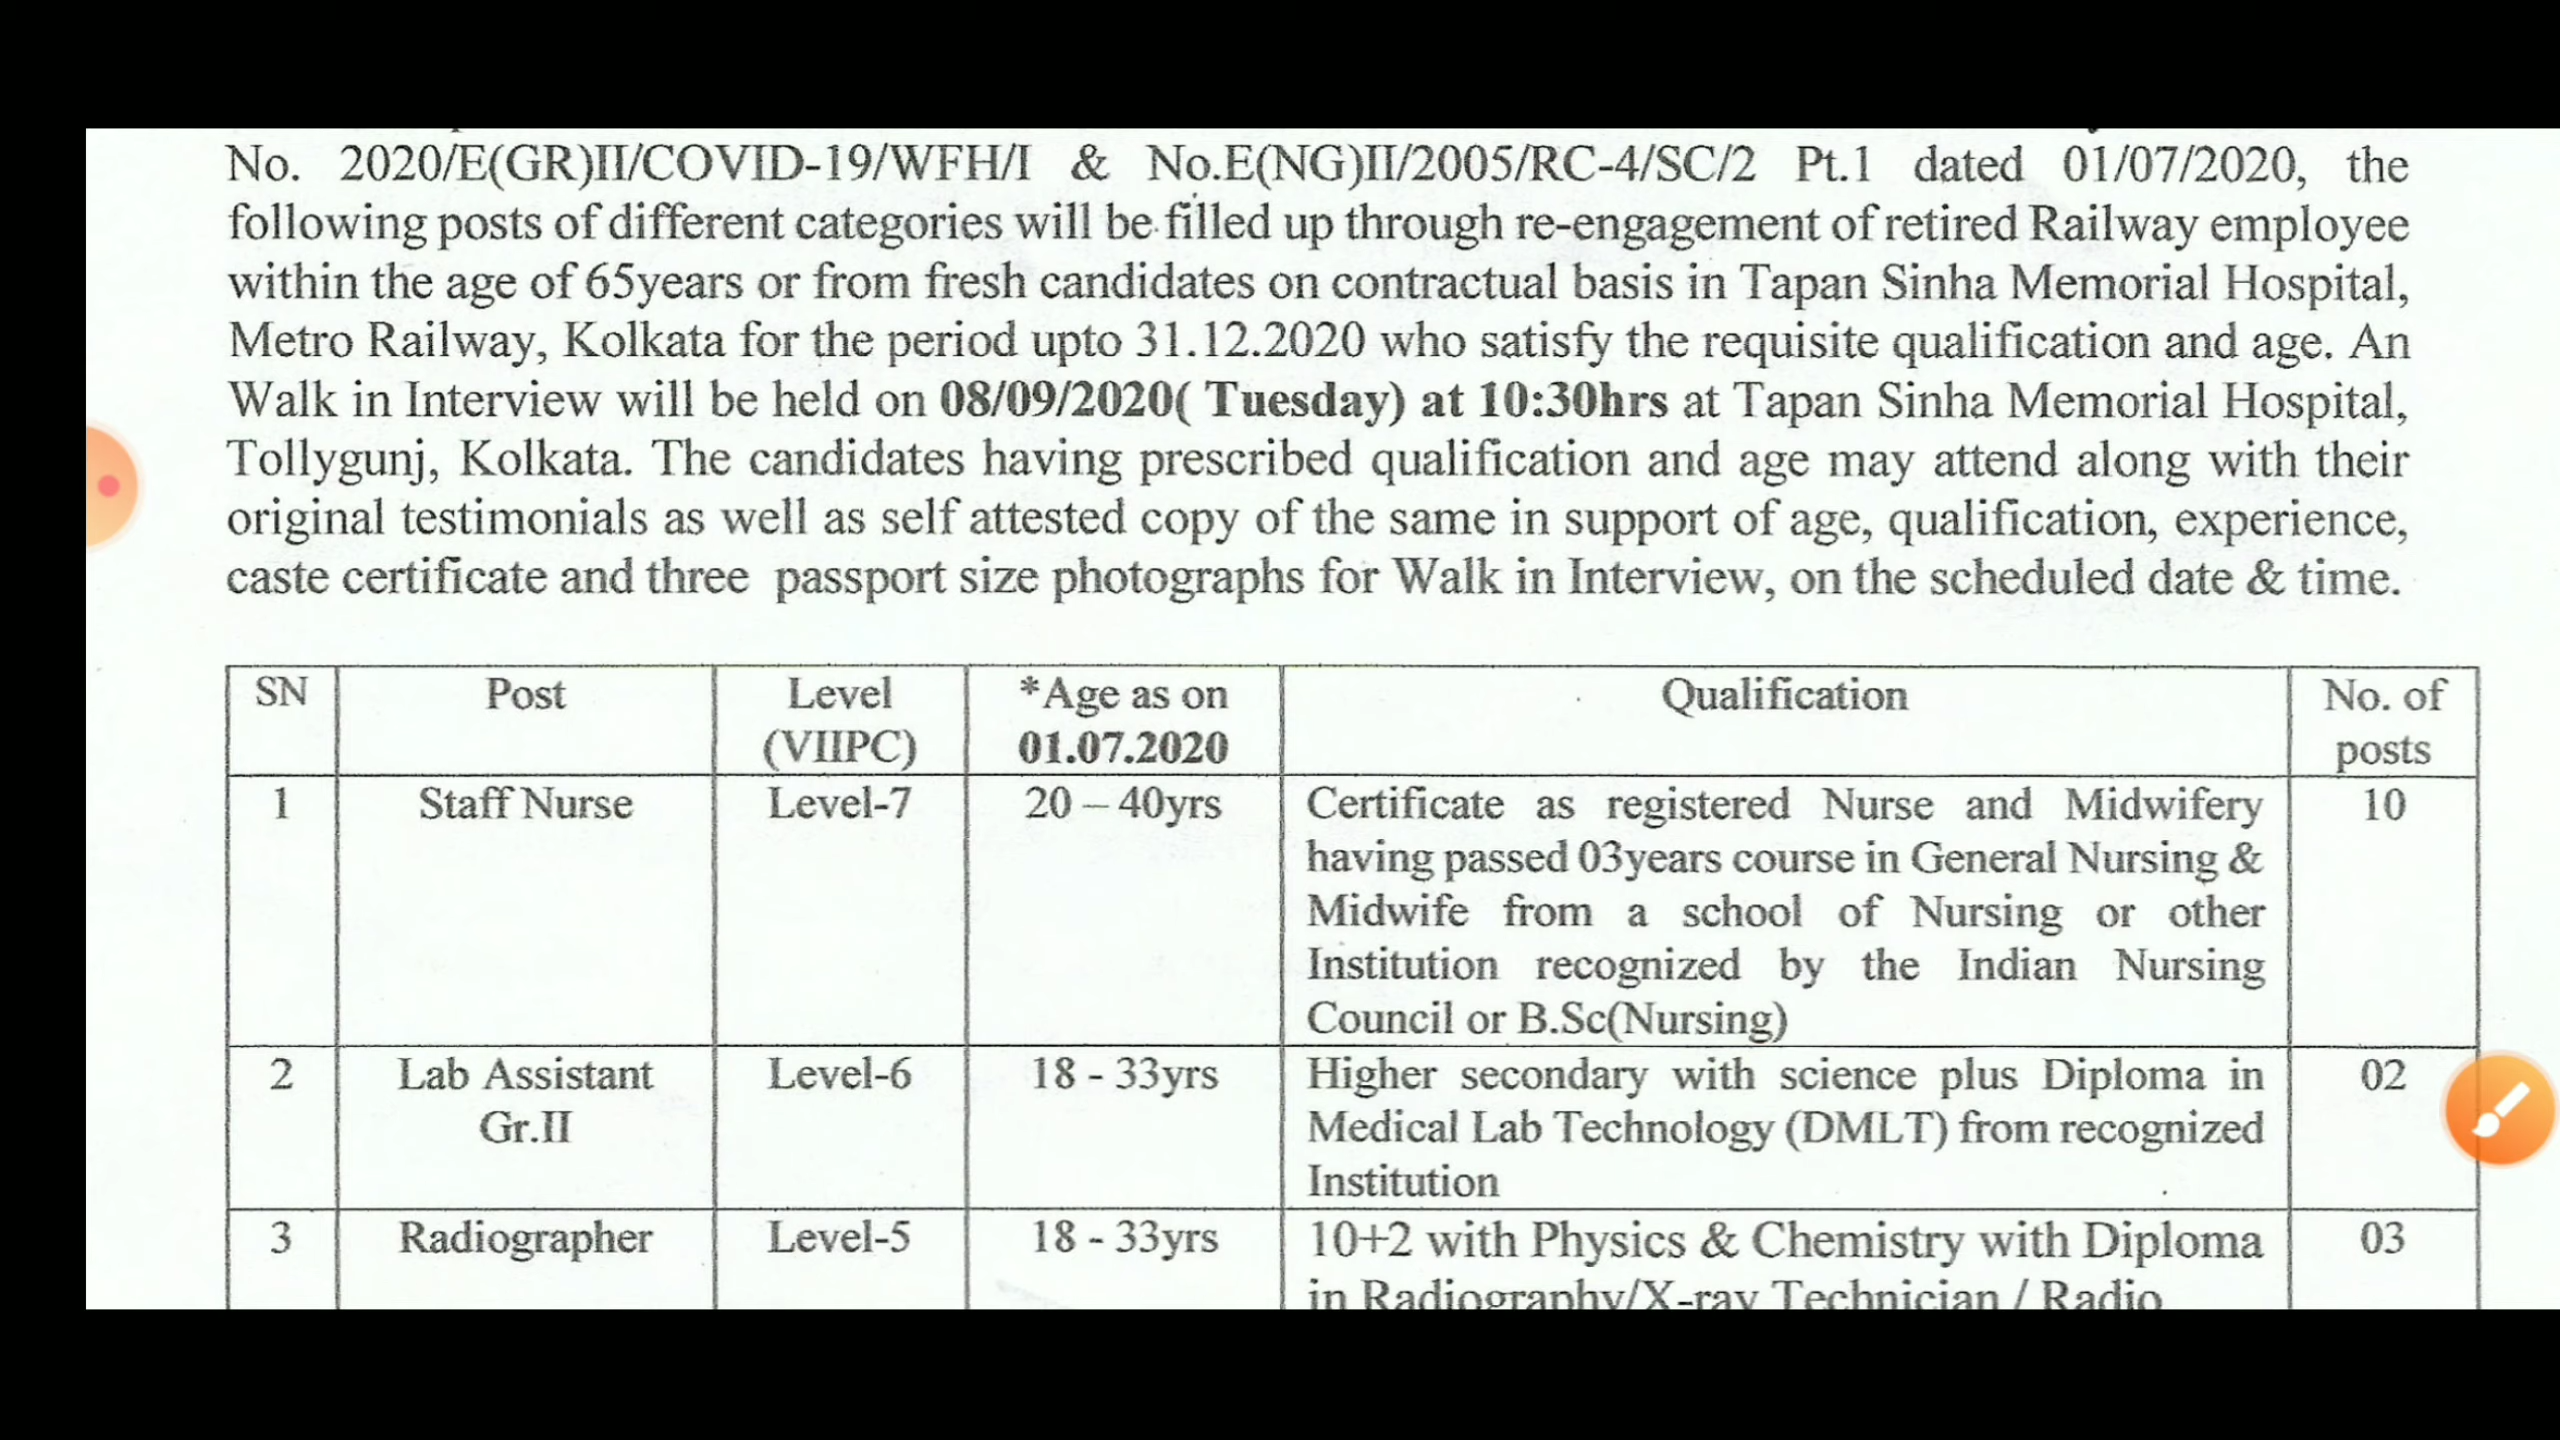 No. 2020/E(GR)II/COVID-19/WFH/I & No.E(NG)II/2005/RC-4/SC/2 Pt.1 dated 01/07/2020, the
following posts of different categories will be filled up through re-engagement of retired Railway employee
within the age of 65years or from fresh candidates on contractual basis in Tapan Sinha Memorial Hospital,
Metro Railway, Kolkata for the period upto 31.12.2020 who satisfy the requisite qualification and age. An
Walk in Interview will be held on 08/09/2020( Tuesday) at 10:30hrs at Tapan Sinha Memorial Hospital,
Tollygunj, Kolkata. The candidates having prescribed qualification and age may attend along with their
original testimonials as well as self attested copy of the same in support of age, qualification, experience,
caste certificate and three passport size photographs for Walk in Interview, on the scheduled date & time.
SN Post Level *Age as on Qualification No. of
(VIIPC) 01.07.2020 posts
1 Staff Nurse Level-7 20 – 40yrs Certificate as registered Nurse and Midwifery 10
having passed 03years course in General Nursing &
Midwife from a school of Nursing or other
Institution recognized by the Indian Nursing
Council or B.Sc(Nursing)
2 Lab Assistant Level-6 18 - 33yrs Higher secondary with science plus Diploma in 02
Gr.II Medical Lab Technology (DMLT) from recognized
Institution
3 Radiographer Level-5 18 - 33yrs 10+2 with Physics & Chemistry with Diploma 03
in Radiography/X-ray Technician / Radio